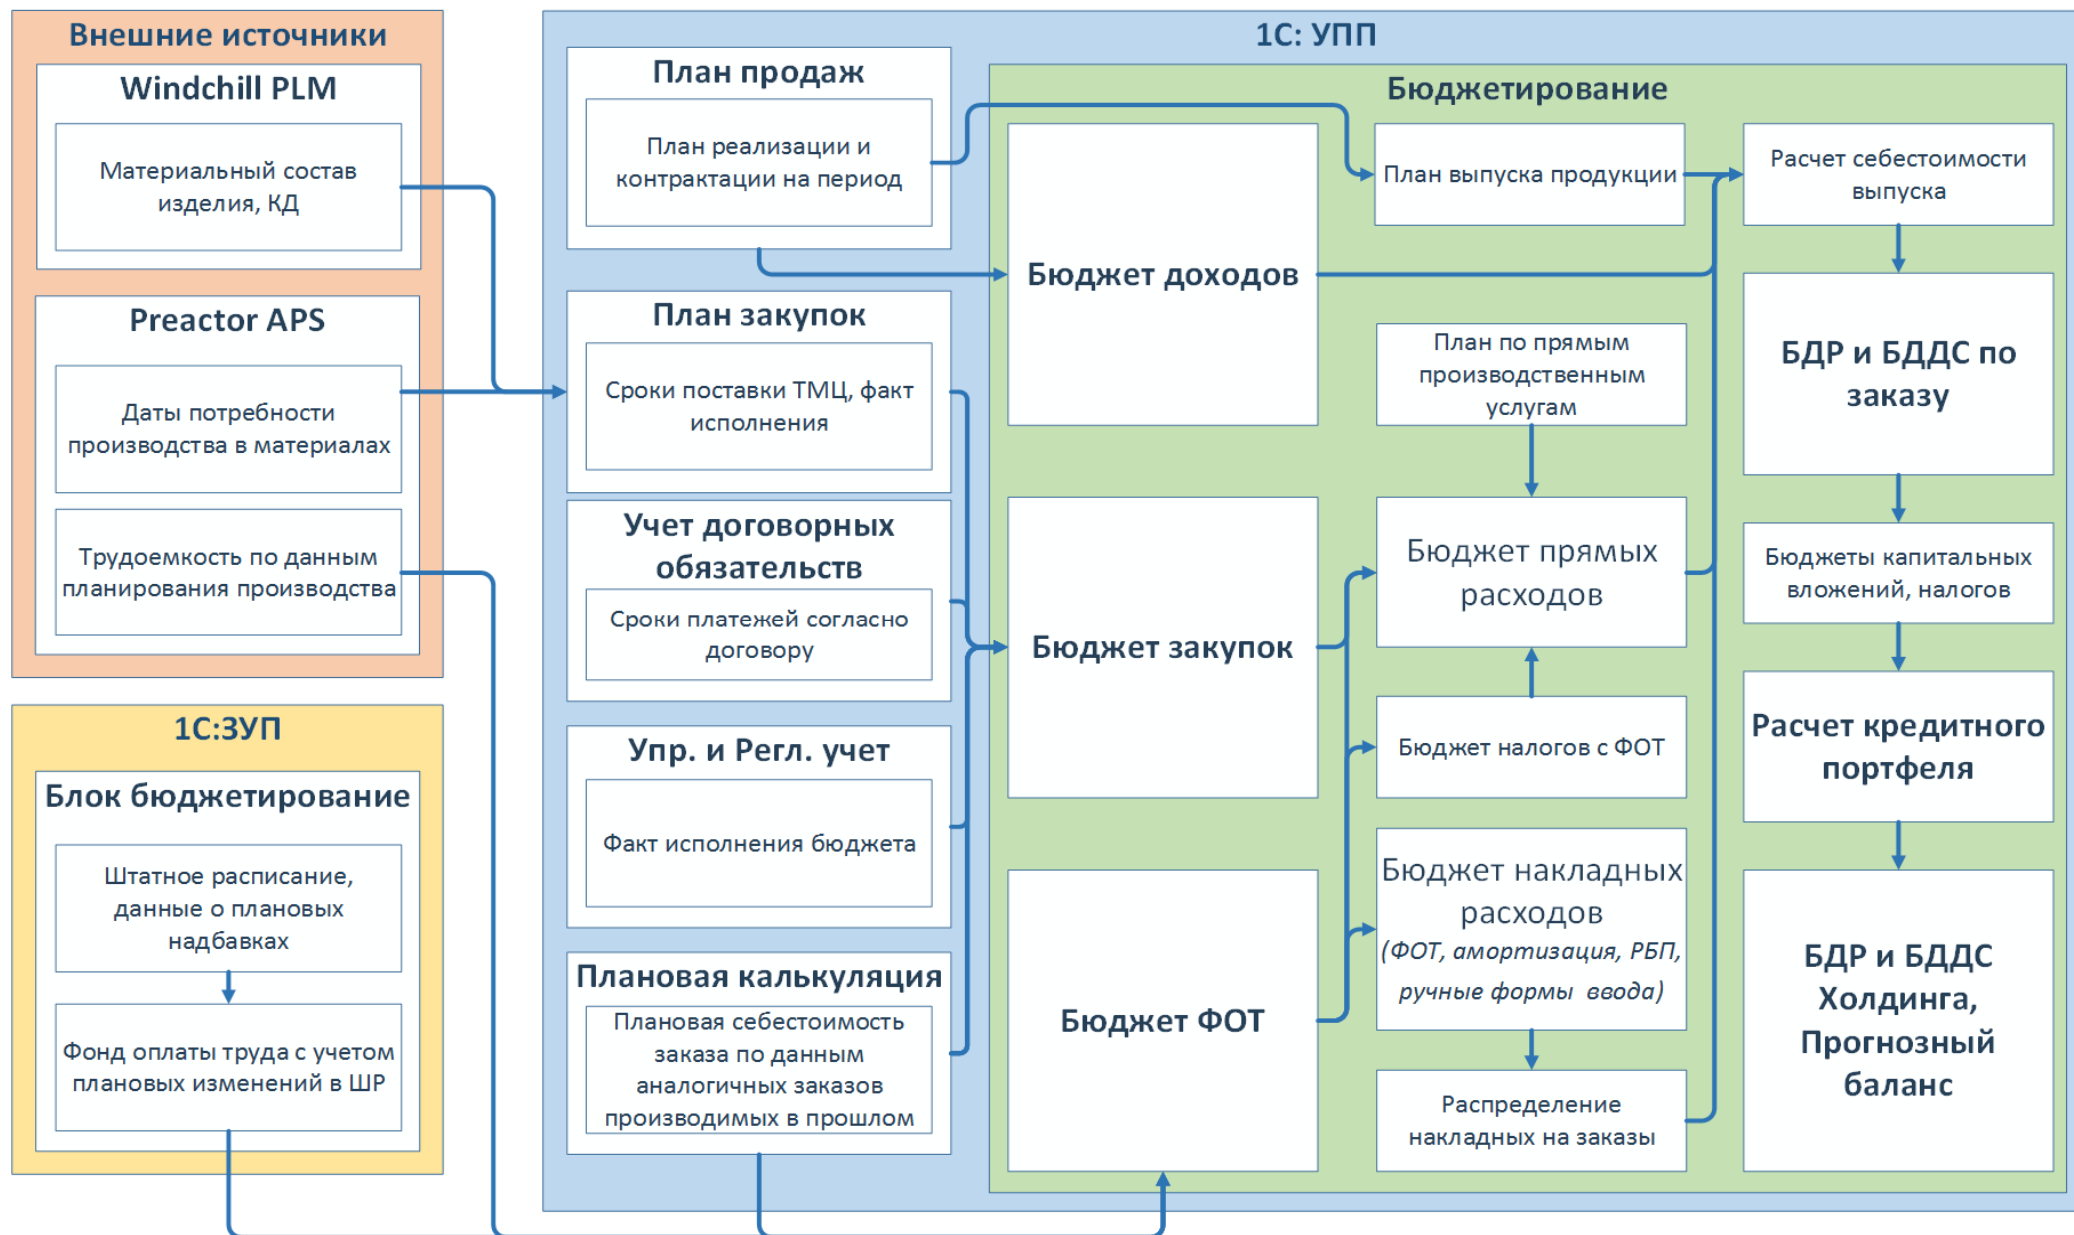 Внешние источники
Windchill PLM
Материальный состав
изделия, КД
Preactor APS
Даты потребности
производства в материалах
Трудоемкость по данным
планирования производства
1С:ЗУП
Блок бюджетирование
Штатное расписание,
данные о плановых
надбавках
Фонд оплаты труда с учетом
плановых изменений в ШР
1С: УПП
План продаж
План реализации и
контрактации на период
План закупок
Сроки поставки ТМЦ, факт
исполнения
Учет договорных
обязательств
Сроки платежей согласно
договору
Упр. и Регл. учет
Факт исполнения бюджета
Плановая калькуляция
Плановая себестоимость
заказа по данным
аналогичных заказов
производимых в прошлом
Бюджетирование
Бюджет доходов
Бюджет закупок
Бюджет ФОТ
План выпуска продукции
План по прямым
производственным
услугам
Бюджет прямых
расходов
Бюджет налогов с ФОТ
Бюджет накладных
расходов
(ФОТ, амортизация, РБП,
ручные формы ввода)
Распределение
накладных на заказы
Расчет себестоимости
выпуска
БДР и БДДС по
заказу
Бюджеты капитальных
вложений, налогов
Расчет кредитного
портфеля
БДР и БДДС
Холдинга,
Прогнозный
баланс